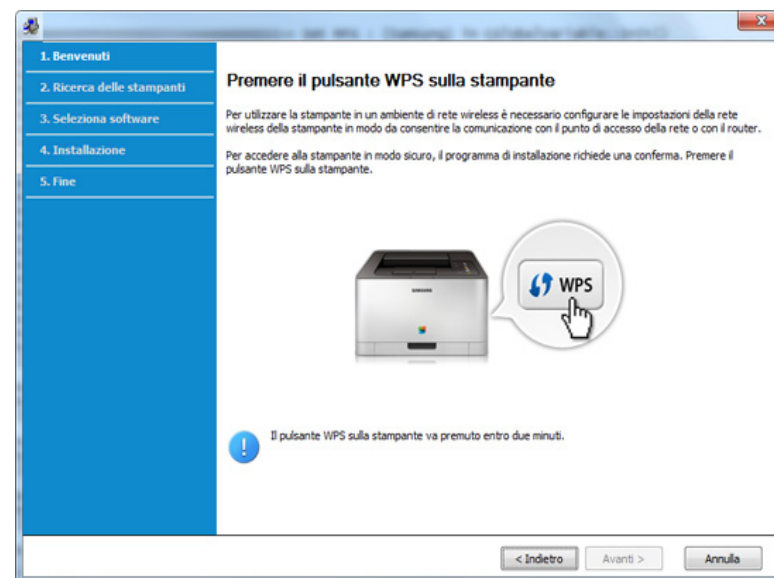 1. Benvenuti
2. Ricerca delle stampanti
3. Seleziona software
4. Installazione
5. Fine
Premere il pulsante WPS sulla stampante
Per utilizzare la stampante in un ambiente di rete wireless è necessario configurare le impostazioni della rete
wireless della stampante in modo da consentire la comunicazione con il punto di accesso della rete o con il router.
Per accedere alla stampante in modo sicuro, il programma di installazione richiede una conferma. Premere il
pulsante WPS sulla stampante.
SAMSUNG
WPS
Il pulsante WPS sulla stampante va premuto entro due minuti.
< Indietro
Avanti >
Annulla